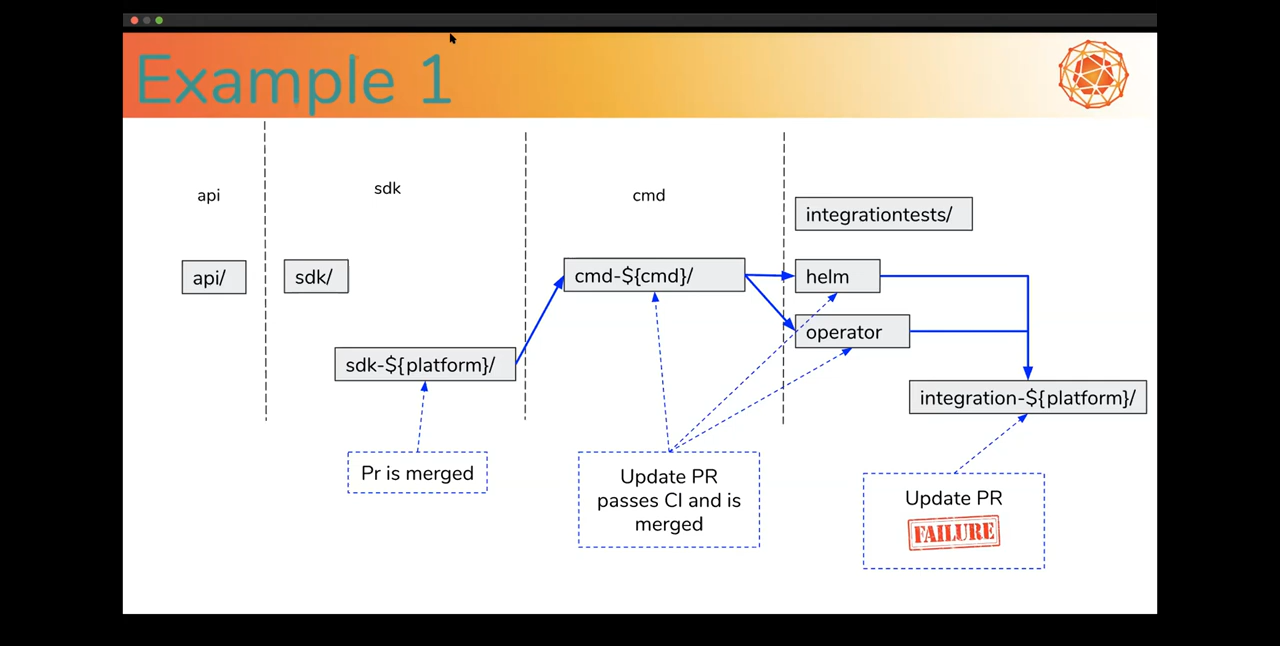 Example 1
api
sdk
cmd
integrationtests/
api/
sdk/
cmd-${cmd}/
helm
operator
sdk-${platform}/
integration-${platform}/
Pr is merged
Update PR
passes CI and is
merged
Update PR
FAILURE